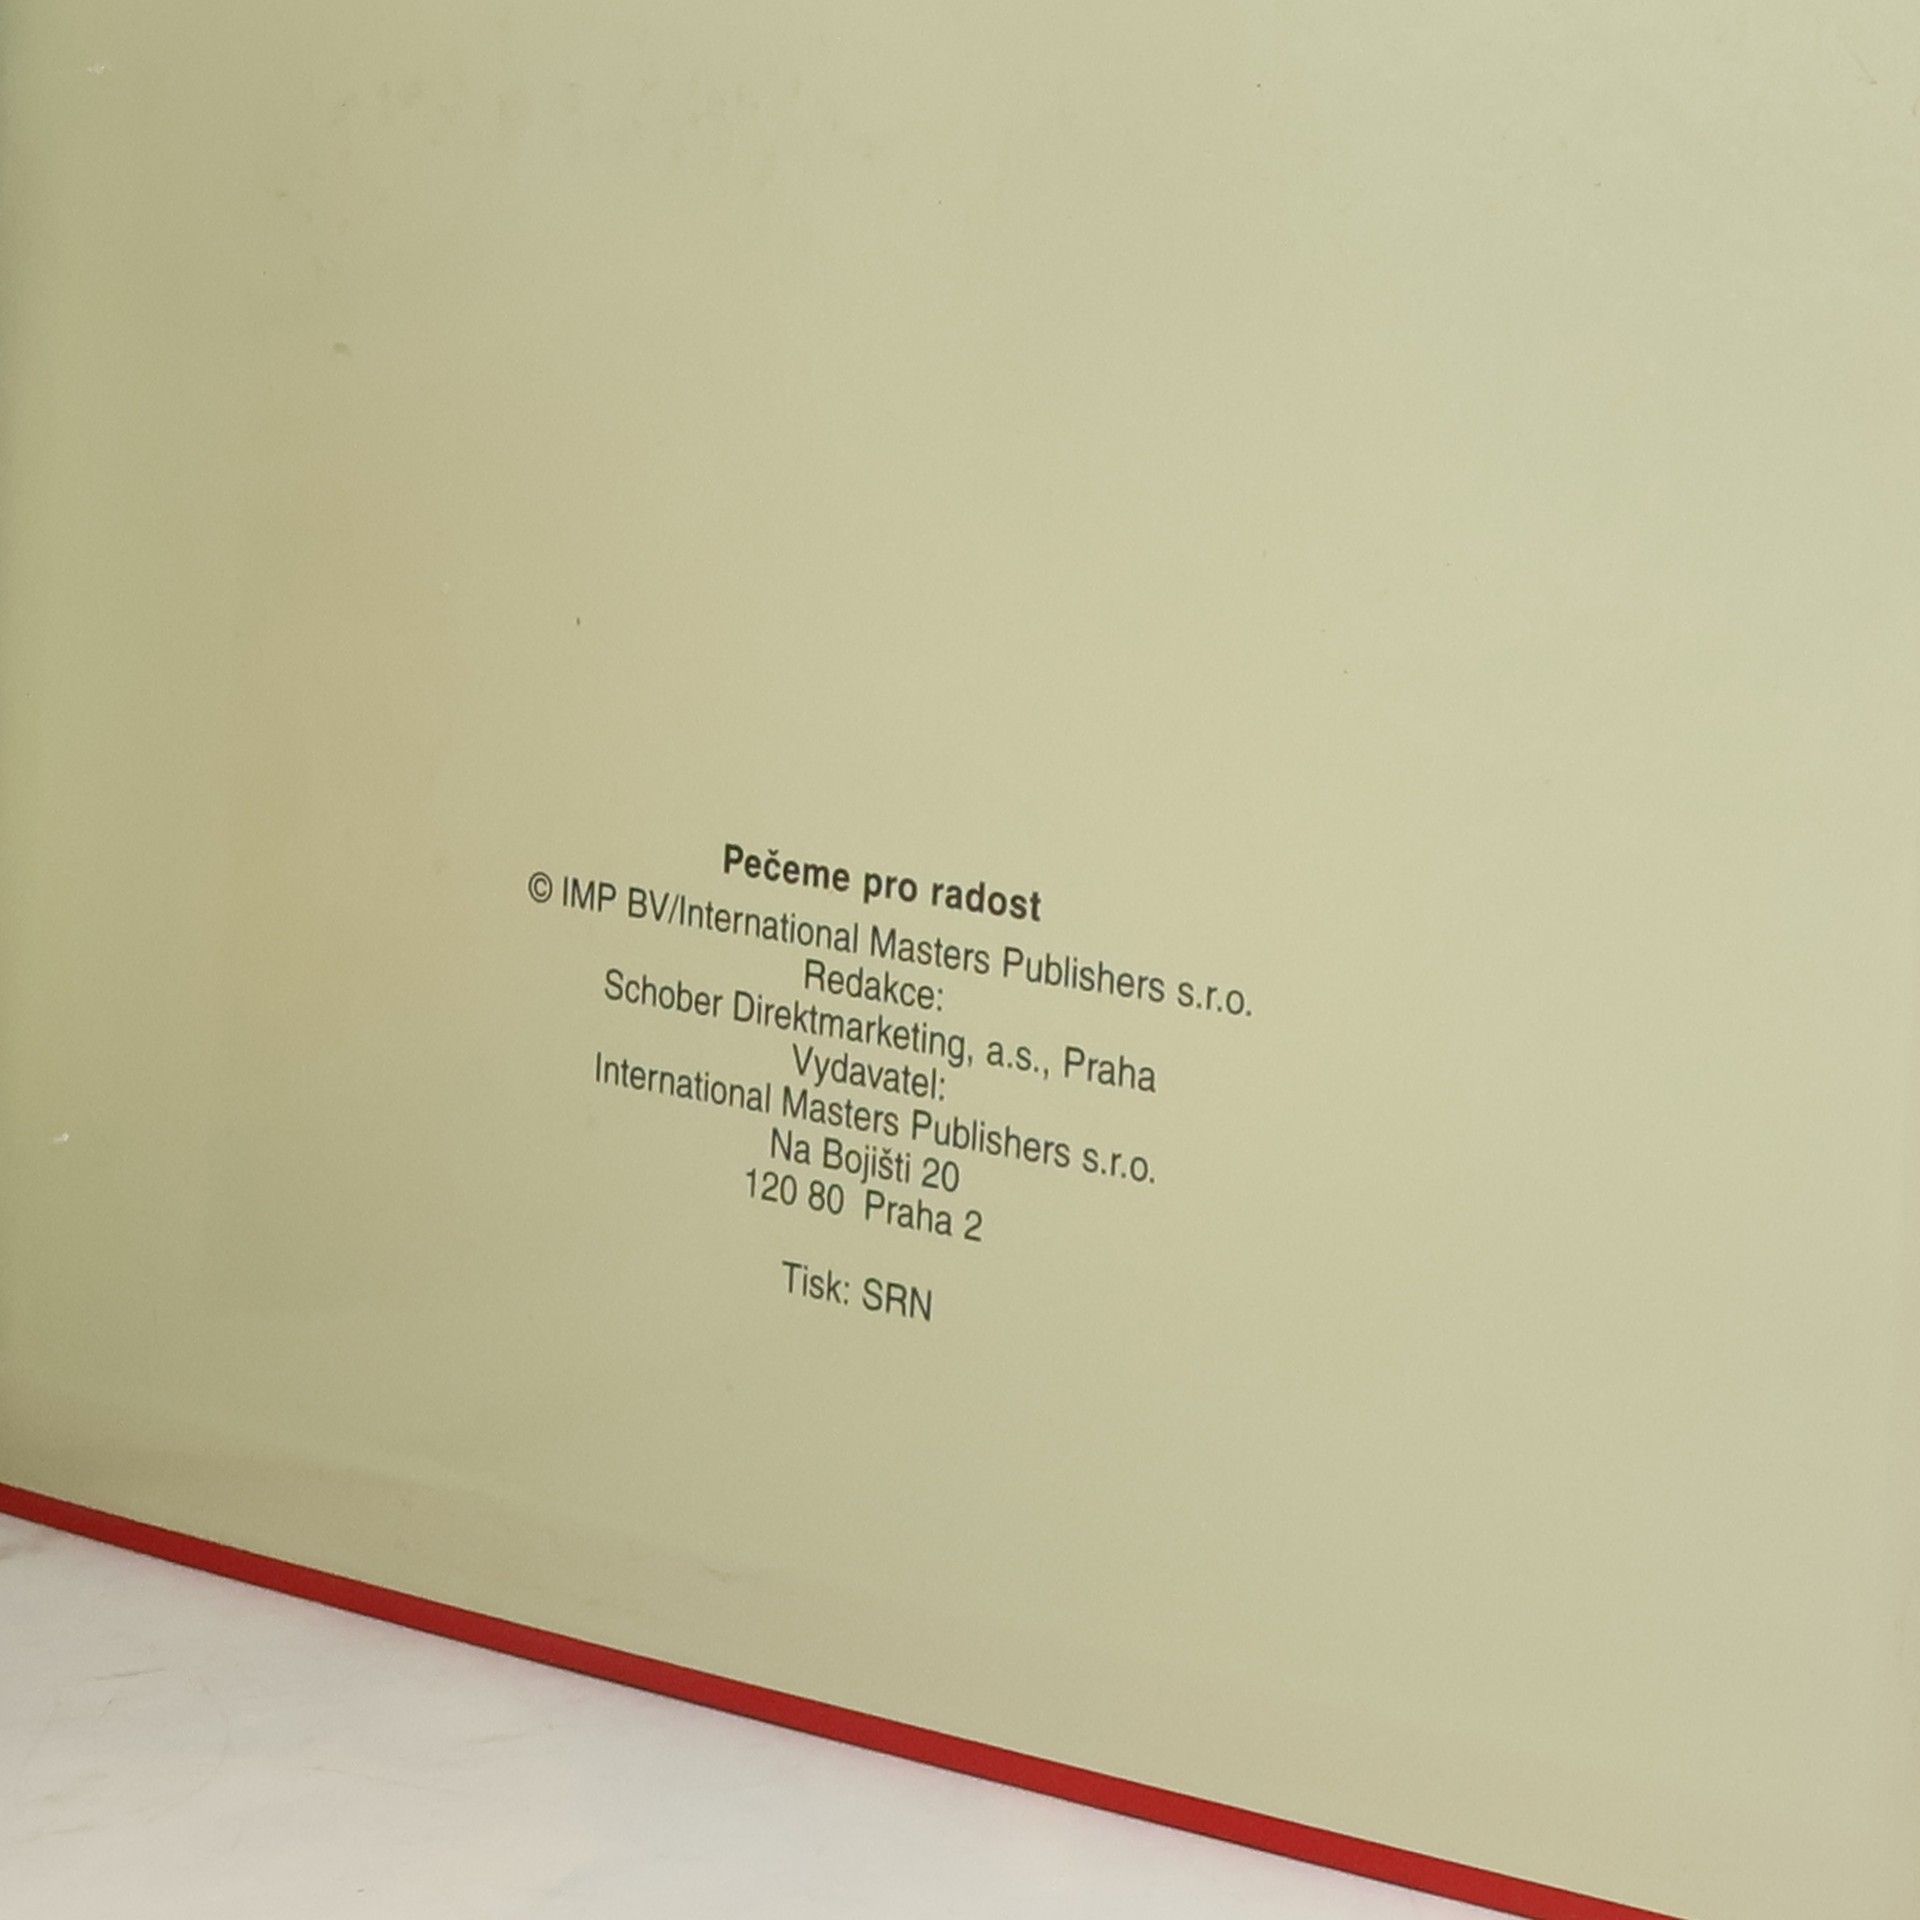 Pečeme pro radost
© IMP BV/International Masters Publishers s.r.o.
Redakce:
Schober Direktmarketing, a.s., Praha
Vydavatel:
International Masters Publishers s.r.o.
Na Bojišti 20
120 80 Praha 2
Tisk: SRN